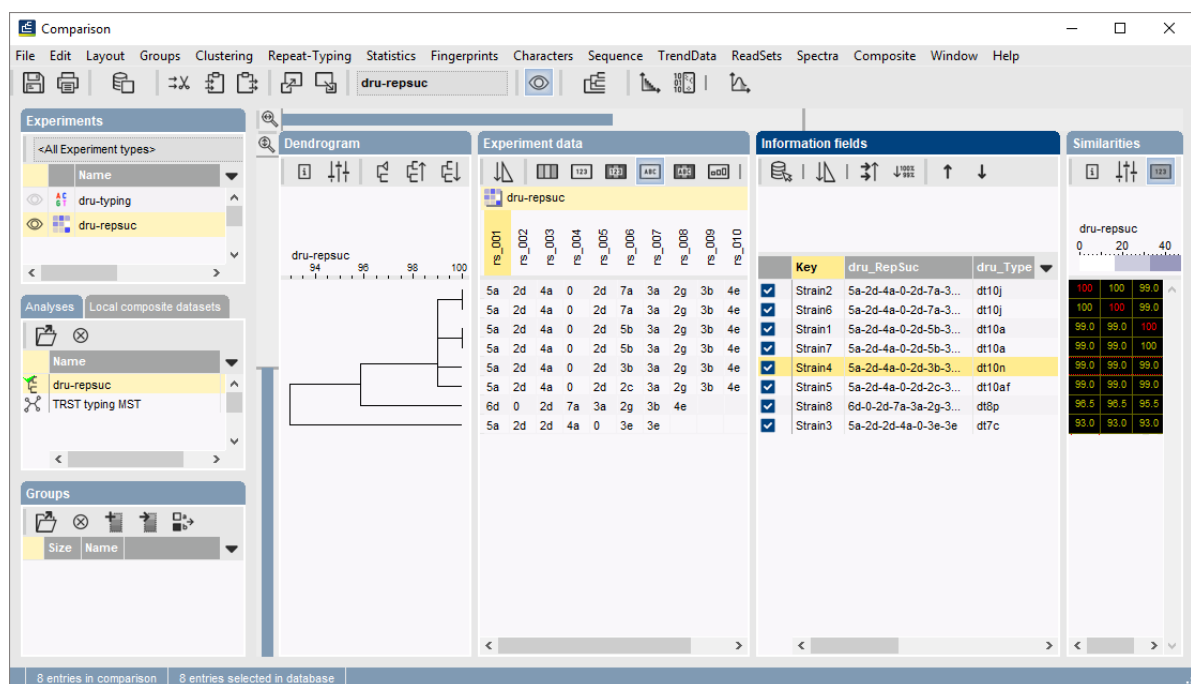 Comparison
File Edit Layout Groups Clustering Repeat-Typing Statistics Fingerprints Characters Sequence TrendData ReadSets Spectra Composite Window Help
dru-repsuc
Experiments
<All Experiment types>
Name
dru-typing
dru-repsuc
Analyses Local composite datasets
Name
dru-repsuc
TRST typing MST
Groups
Size Name
Dendrogram
dru-repsuc
94 96 98 100
Experiment data
dru-repsuc
rs_001 rs_002 rs_003 rs_004 rs_005 rs_006 rs_007 rs_008 rs_009 rs_010
5a 2d 4a 0 2d 7a 3a 2g 3b 4e
5a 2d 4a 0 2d 7a 3a 2g 3b 4e
5a 2d 4a 0 2d 5b 3a 2g 3b 4e
5a 2d 4a 0 2d 5b 3a 2g 3b 4e
5a 2d 4a 0 2d 3b 3a 2g 3b 4e
5a 2d 4a 0 2d 2c 3a 2g 3b 4e
6d 0 2d 7a 3a 2g 3b 4e
5a 2d 2d 4a 0 3e 3e
Information fields
Key dru_RepSuc dru_Type
Strain2 5a-2d-4a-0-2d-7a-3... dt10j
Strain6 5a-2d-4a-0-2d-7a-3... dt10j
Strain1 5a-2d-4a-0-2d-5b-3... dt10a
Strain7 5a-2d-4a-0-2d-5b-3... dt10a
Strain4 5a-2d-4a-0-2d-3b-3... dt10n
Strain5 5a-2d-4a-0-2d-2c-3... dt10af
Strain8 6d-0-2d-7a-3a-2g-3... dt8p
Strain3 5a-2d-2d-4a-0-3e-3e dt7c
Similarities
dru-repsuc
0 20 40
100 100 99.0
100 100 99.0
99.0 99.0 100
99.0 99.0 100
99.0 99.0 99.0
99.0 99.0 99.0
96.5 96.5 95.5
93.0 93.0 93.0
8 entries in comparison 8 entries selected in database